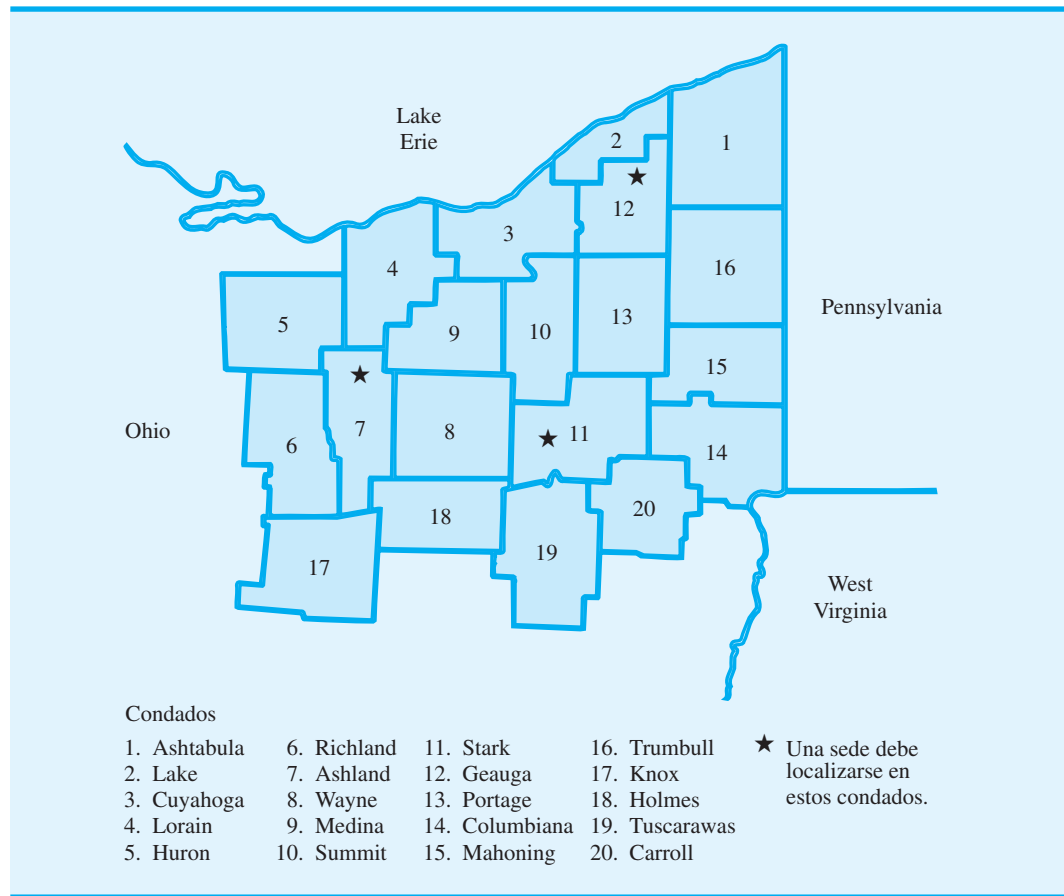 Lake
Erie
2
1
12
3
4
16
Pennsylvania
5
9
10
13
15
Ohio
6
7
8
11
14
18
20
19
17
West
Virginia
Condados
1. Ashtabula
2. Lake
3. Cuyahoga
4. Lorain
5. Huron
6. Richland
7. Ashland
8. Wayne
9. Medina
10. Summit
11. Stark
12. Geauga
13. Portage
14. Columbiana
15. Mahoning
16. Trumbull
17. Knox
18. Holmes
19. Tuscarawas
20. Carroll
★ Una sede debe
localizarse en
estos condados.